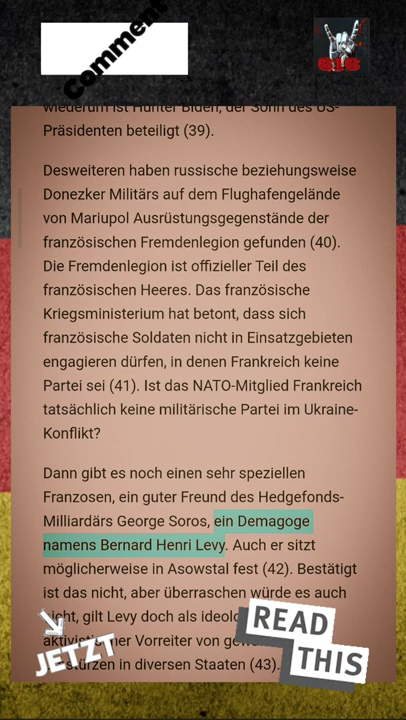 Comment
SLS
wiederum ist Hunter Biden, der Sohn des US-
Präsidenten beteiligt (39).
Desweiteren haben russische beziehungsweise
Donezker Militärs auf dem Flughafengelände
von Mariupol Ausrüstungsgegenstände der
französischen Fremdenlegion gefunden (40).
Die Fremdenlegion ist offizieller Teil des
französischen Heeres. Das französische
Kriegsministerium hat betont, dass sich
französische Soldaten nicht in Einsatzgebieten
engagieren dürfen, in denen Frankreich keine
Partei sei (41). Ist das NATO-Mitglied Frankreich
tatsächlich keine militärische Partei im Ukraine-
Konflikt?
Dann gibt es noch einen sehr speziellen
Franzosen, ein guter Freund des Hedgefonds-
Milliardärs George Soros, ein Demagoge
namens Bernard Henri Levy. Auch er sitzt
möglicherweise in Asowstal fest (42). Bestätigt
ist das nicht, aber überraschen würde es auch
nicht, gilt Levy doch als
Vorreiter von
in diversen Staaten (43).
JETZT
READ
THIS